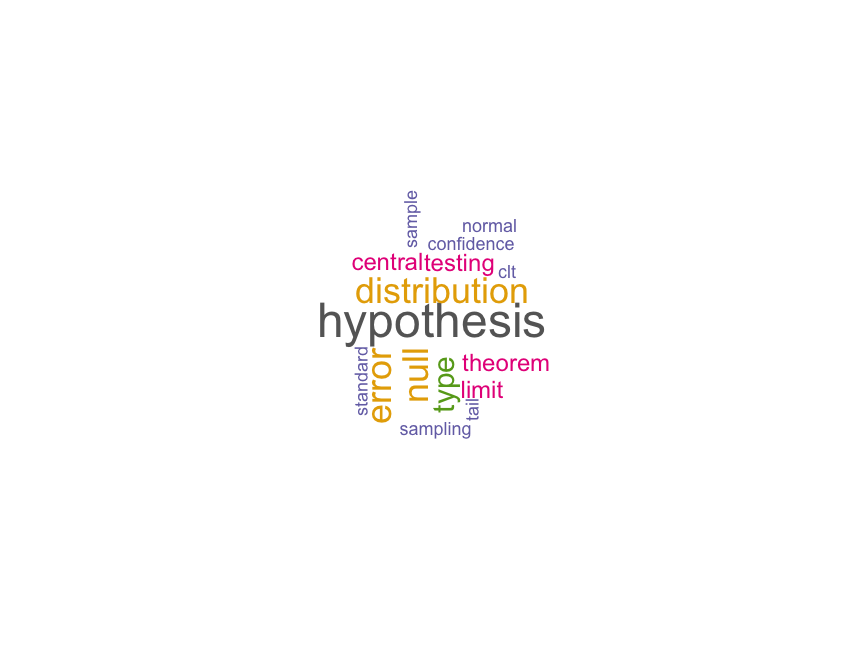 sample
normal
confidence
central testing
clt
distribution
hypothesis
standard
error
null
type
theorem
limit
tail
sampling